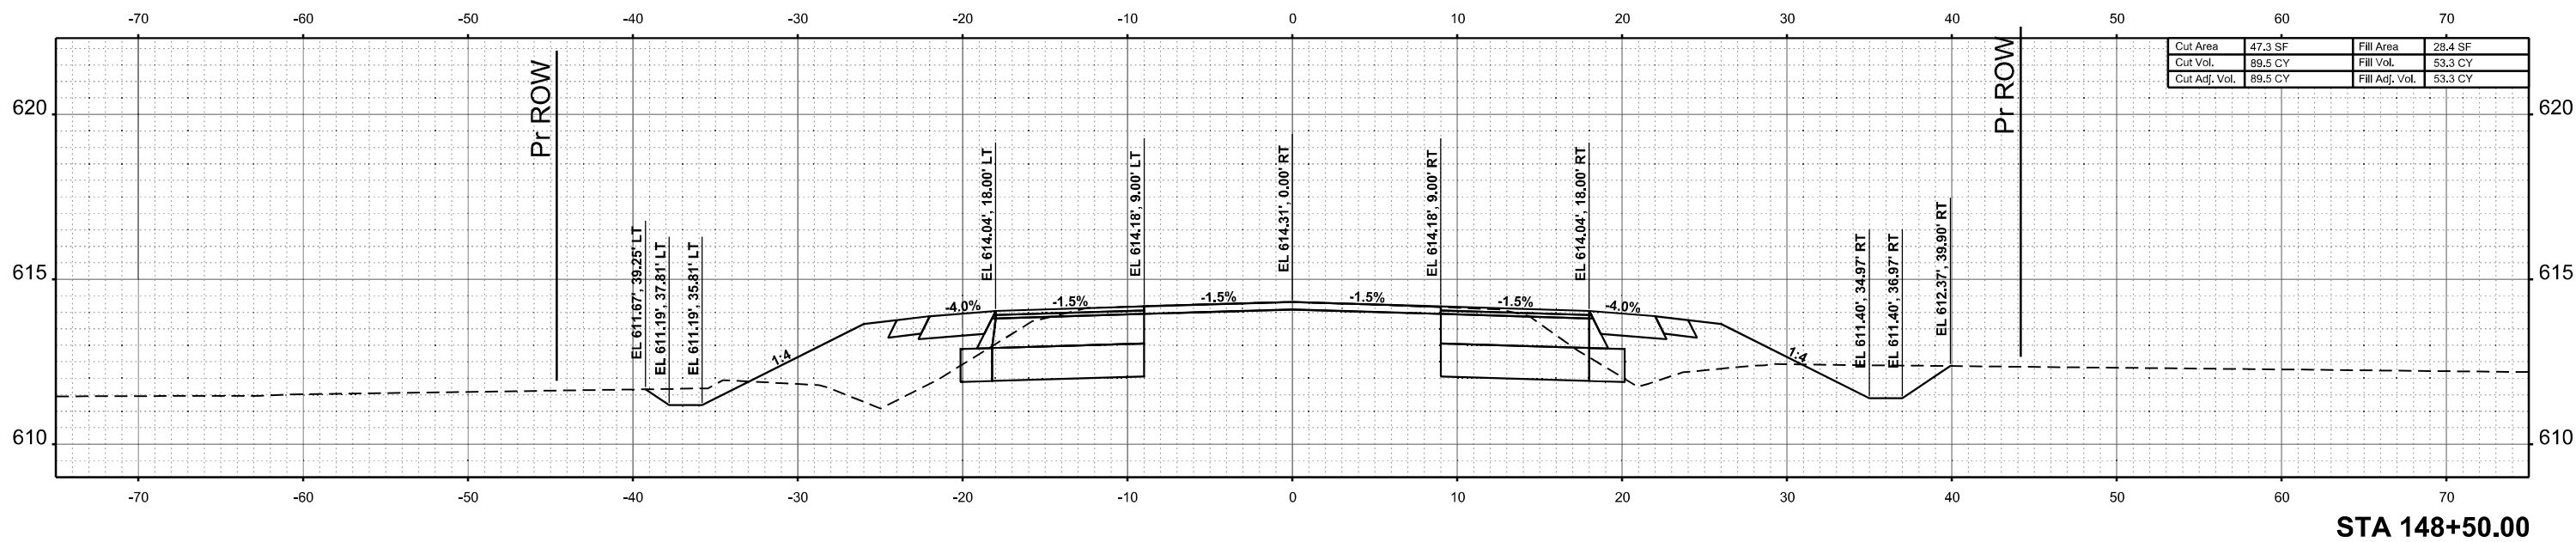 -70 -60 -50 -40 -30 -20 -10 0 10 20 30 40 50 60 70
Pr ROW
Pr ROW
Cut Area 47.3 SF Fill Area 28.4 SF
Cut Vol. 89.5 CY Fill Vol. 53.3 CY
Cut Adj. Vol. 89.5 CY Fill Adj. Vol. 53.3 CY
620 620
EL 611.67', 39.25' LT
EL 611.19', 37.81' LT
EL 611.19', 35.81' LT
EL 614.04', 18.00' LT
EL 614.18', 9.00' LT
EL 614.31', 0.00' RT
EL 614.18', 9.00' RT
EL 614.04', 18.00' RT
EL 611.40', 34.97' RT
EL 611.40', 36.97' RT
EL 612.37', 39.90' RT
615 615
-4.0% -1.5% -1.5% -1.5% -1.5% -4.0%
1:4 1:4
610 610
-70 -60 -50 -40 -30 -20 -10 0 10 20 30 40 50 60 70
STA 148+50.00